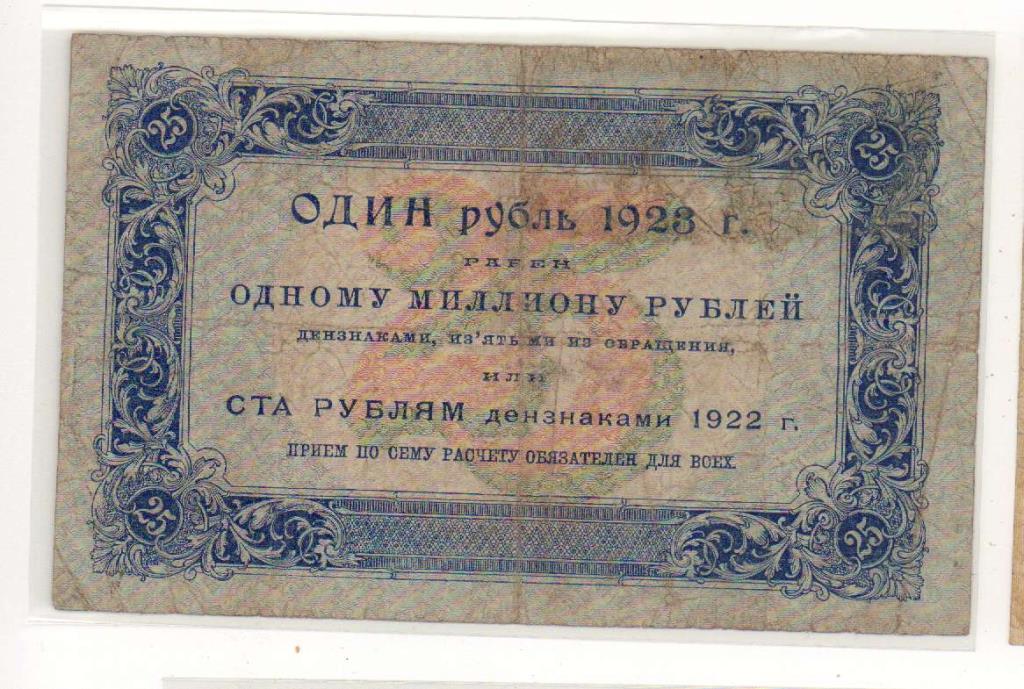 25 25
ОДИН рубль 1923 г.
РАВЕН
ОДНОМУ МИЛЛИОНУ РУБЛЕЙ
ДЕНЗНАКАМИ, ИЗ'ЯТЫМИ ИЗ ОБРАЩЕНИЯ,
ИЛИ
СТА РУБЛЯМ дензнаками 1922 г.
ПРИЕМ ПО СЕМУ РАСЧЕТУ ОБЯЗАТЕЛЕН ДЛЯ ВСЕХ.
25 25